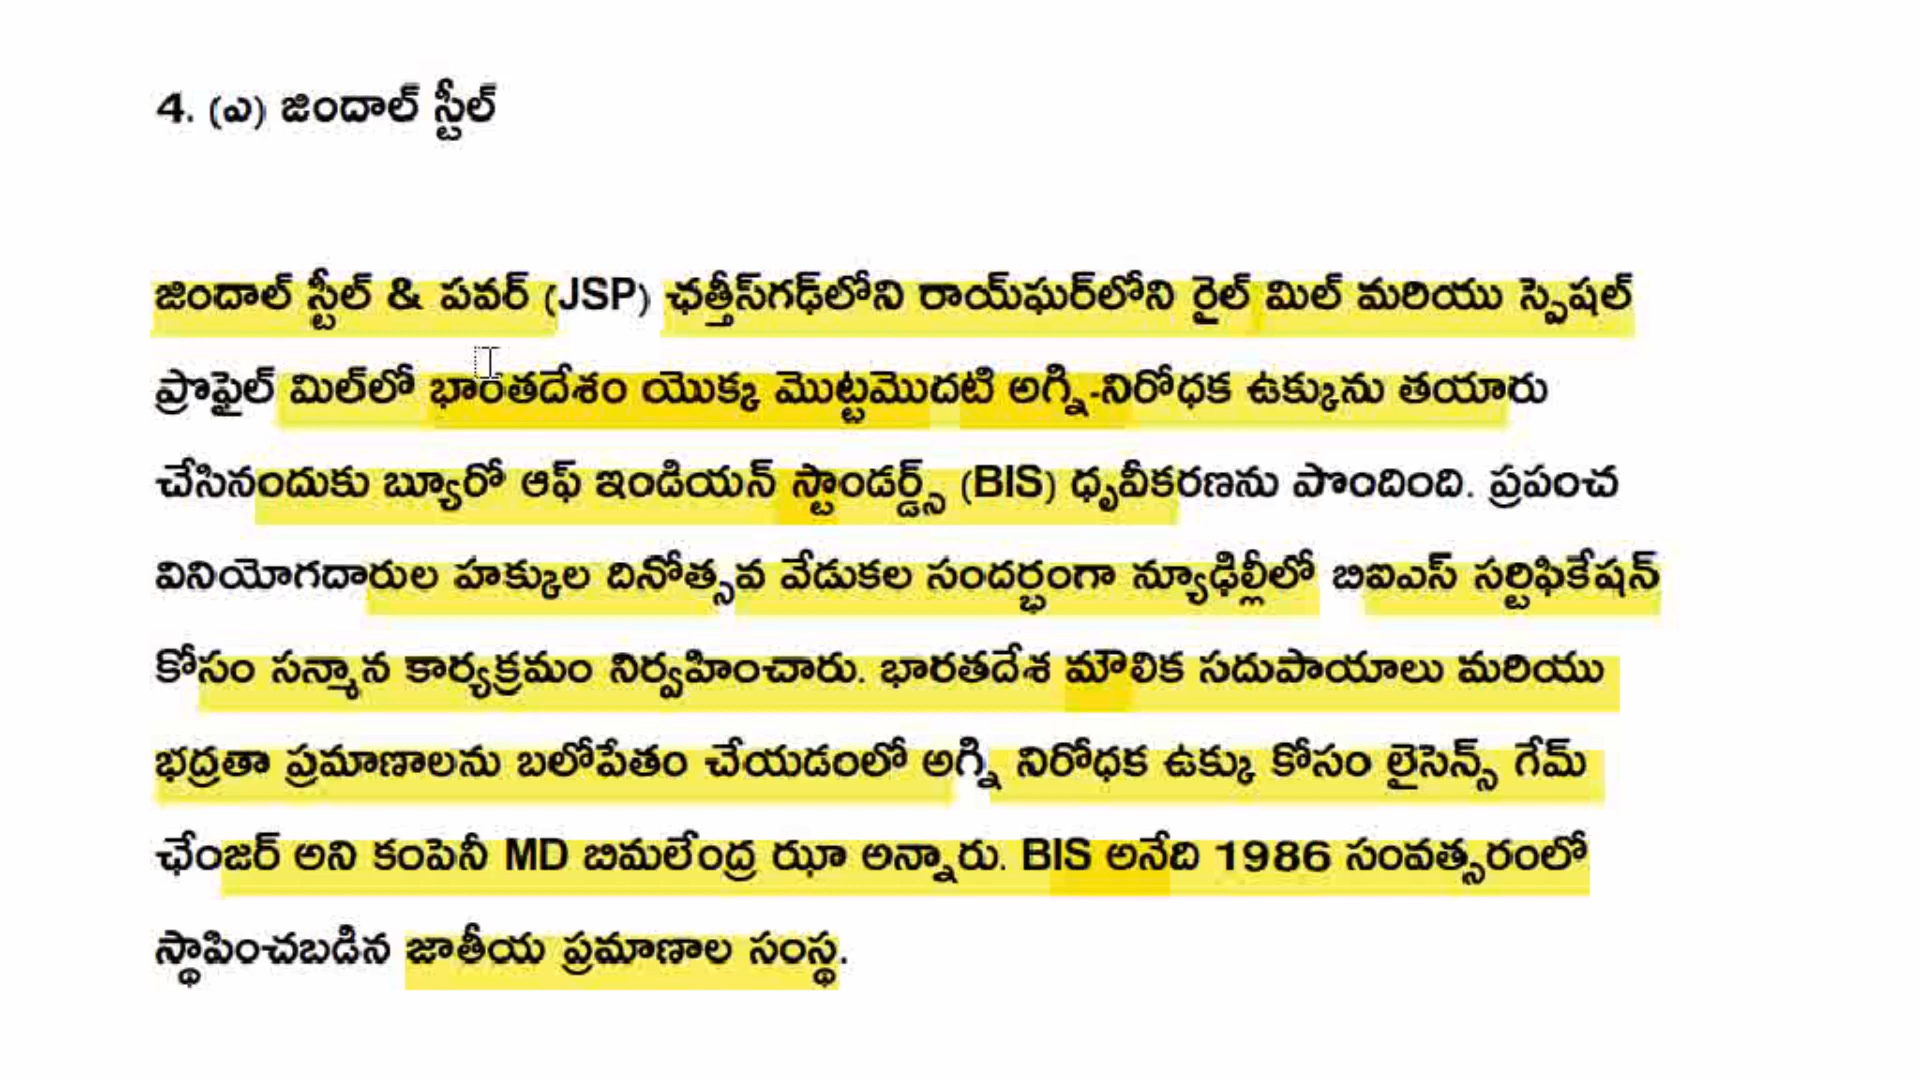 4. (ఎ) జిందాల్ స్టీల్
జిందాల్ స్టీల్ & పవర్ (JSP) ఛత్తీస్‌గఢ్‌లోని రాయ్‌ఘర్‌లోని రైల్ మిల్ మరియు స్పెషల్
ప్రొఫైల్ మిల్‌లో భారతదేశం యొక్క మొట్టమొదటి అగ్ని-నిరోధక ఉక్కును తయారు
చేసినందుకు బ్యూరో ఆఫ్ ఇండియన్ స్టాండర్డ్స్ (BIS) ధృవీకరణను పొందింది. ప్రపంచ
వినియోగదారుల హక్కుల దినోత్సవ వేడుకల సందర్భంగా న్యూఢిల్లీలో బిఐఎస్ సర్టిఫికేషన్
కోసం సన్మాన కార్యక్రమం నిర్వహించారు. భారతదేశ మౌలిక సదుపాయాలు మరియు
భద్రతా ప్రమాణాలను బలోపేతం చేయడంలో అగ్ని నిరోధక ఉక్కు కోసం లైసెన్స్ గేమ్
ఛేంజర్ అని కంపెనీ MD బిమలేంద్ర ఝా అన్నారు. BIS అనేది 1986 సంవత్సరంలో
స్థాపించబడిన జాతీయ ప్రమాణాల సంస్థ.